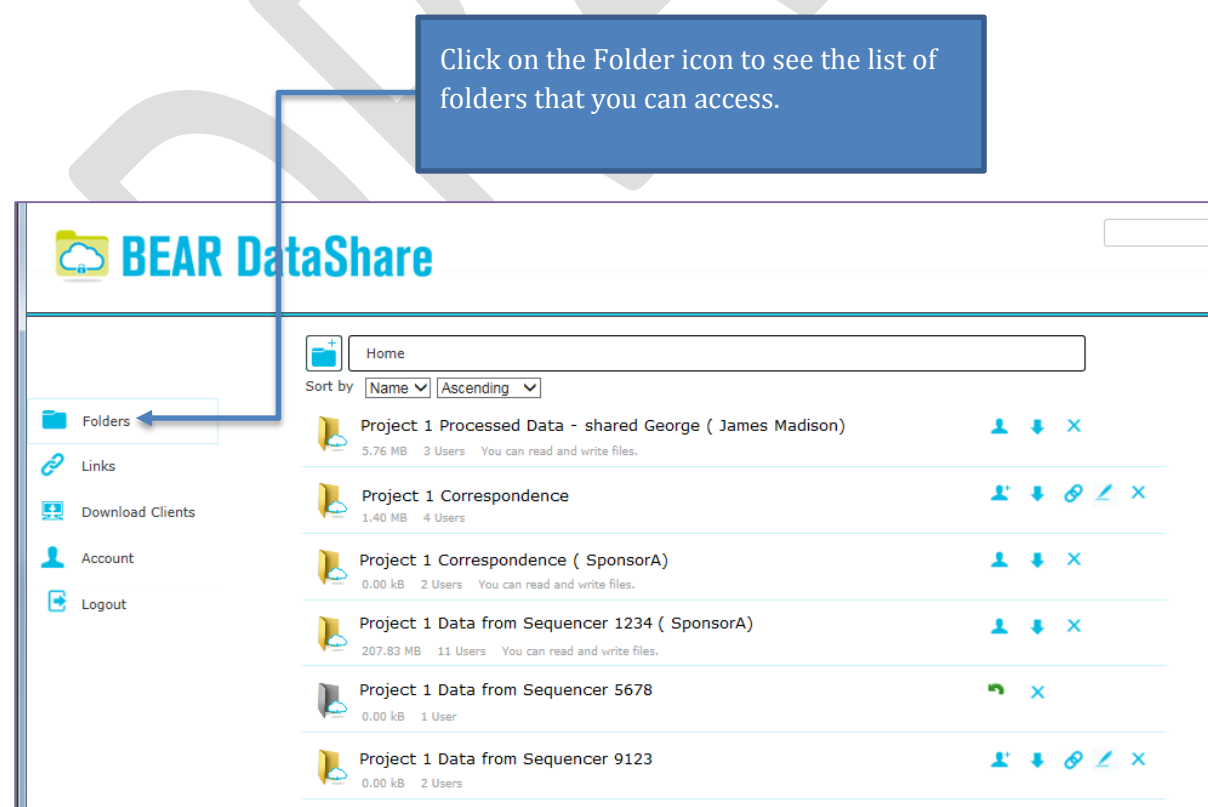 Click on the Folder icon to see the list of
folders that you can access.
BEAR DataShare
Home
Sort by Name Ascending
Folders
Links
Download Clients
Account
Logout
Project 1 Processed Data - shared George ( James Madison)
5.76 MB 3 Users You can read and write files.
Project 1 Correspondence
1.40 MB 4 Users
Project 1 Correspondence ( SponsorA)
0.00 kB 2 Users You can read and write files.
Project 1 Data from Sequencer 1234 ( SponsorA)
207.83 MB 11 Users You can read and write files.
Project 1 Data from Sequencer 5678
0.00 kB 1 User
Project 1 Data from Sequencer 9123
0.00 kB 2 Users